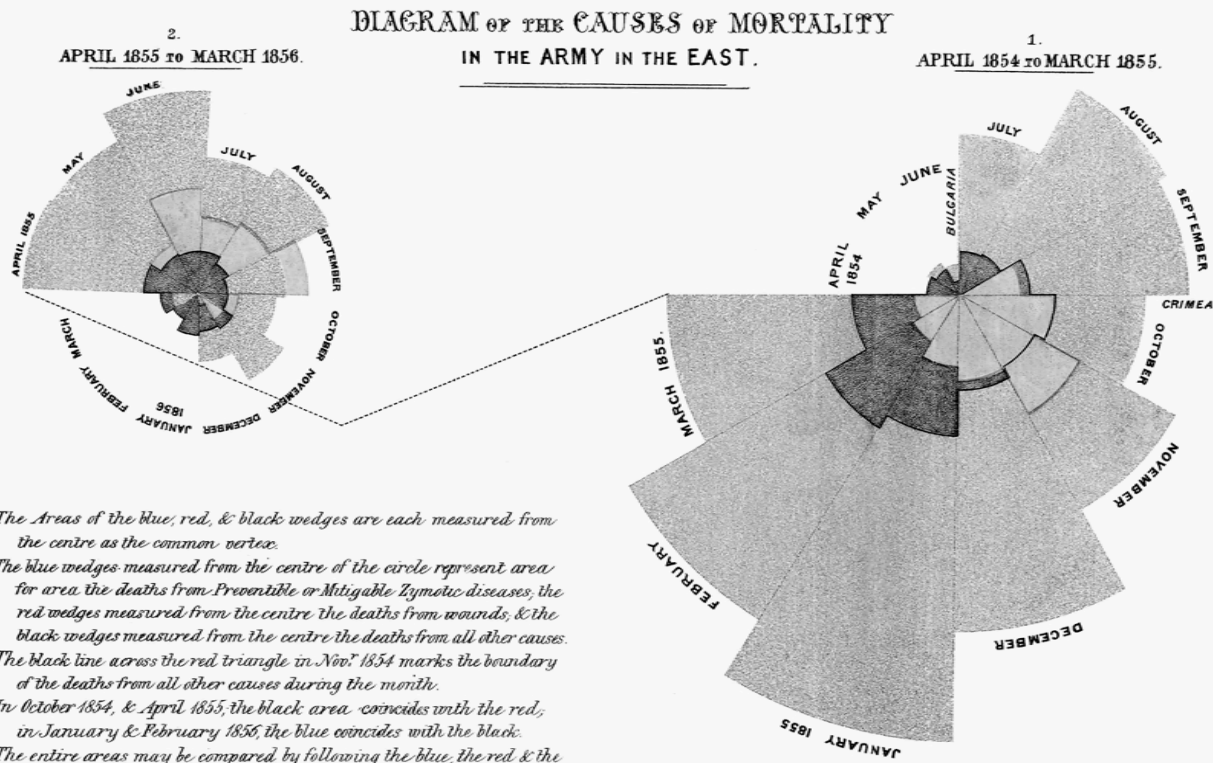 DIAGRAM OF THE CAUSES OF MORTALITY
IN THE ARMY IN THE EAST.
2.
APRIL 1855 TO MARCH 1856.
1.
APRIL 1854 TO MARCH 1855.
APRIL 1855
MAY
JUNE
JULY
AUGUST
SEPTEMBER
OCTOBER
NOVEMBER
DECEMBER
JANUARY
1856
FEBRUARY
MARCH
APRIL
1854
MAY
JUNE
BULGARIA
JULY
AUGUST
SEPTEMBER
CRIMEA
OCTOBER
NOVEMBER
DECEMBER
JANUARY 1855
FEBRUARY
MARCH 1855.
The Areas of the blue, red, & black wedges are each measured from
the centre as the common vertex.
The blue wedges measured from the centre of the circle represent area
for area the deaths from Preventible or Mitigable Zymotic diseases; the
red wedges measured from the centre the deaths from wounds; & the
black wedges measured from the centre the deaths from all other causes.
The black line across the red triangle in Novr. 1854 marks the boundary
of the deaths from all other causes during the month.
In October 1854, & April 1855, the black area coincides with the red;
in January & February 1856, the blue coincides with the black.
The entire areas may be compared by following the blue, the red & the